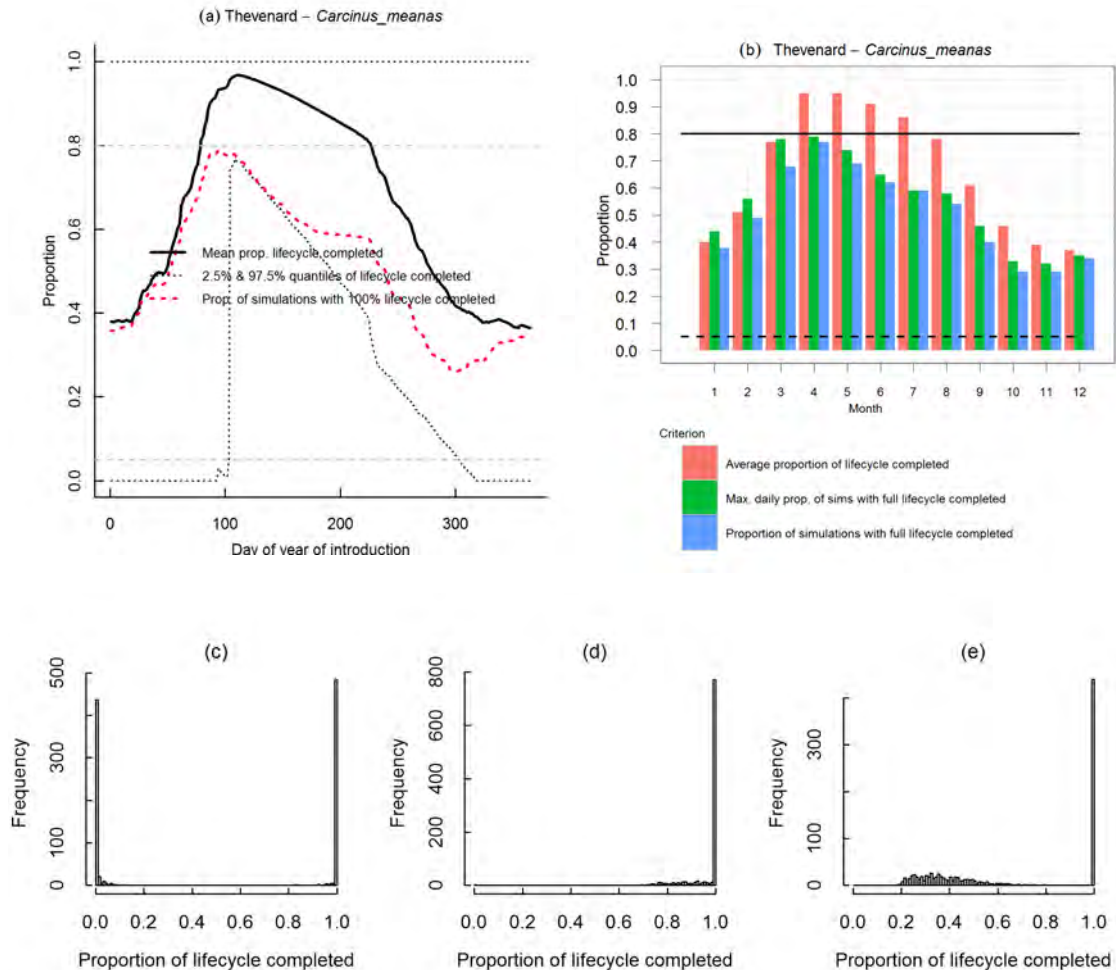 (a) Thevenard – Carcinus_meanas
Proportion
1.0
0.8
0.6
0.4
0.2
0.0
Mean prop. lifecycle completed
2.5% & 97.5% quantiles of lifecycle completed
Prop. of simulations with 100% lifecycle completed
0 100 200 300
Day of year of introduction
(b) Thevenard – Carcinus_meanas
Proportion
1.0
0.9
0.8
0.7
0.6
0.5
0.4
0.3
0.2
0.1
0.0
1 2 3 4 5 6 7 8 9 10 11 12
Month
Criterion
Average proportion of lifecycle completed
Max. daily prop. of sims with full lifecycle completed
Proportion of simulations with full lifecycle completed
(c)
Frequency
500
300
100
0
0.0 0.2 0.4 0.6 0.8 1.0
Proportion of lifecycle completed
(d)
Frequency
800
600
400
200
0
0.0 0.2 0.4 0.6 0.8 1.0
Proportion of lifecycle completed
(e)
Frequency
300
100
0
0.0 0.2 0.4 0.6 0.8 1.0
Proportion of lifecycle completed